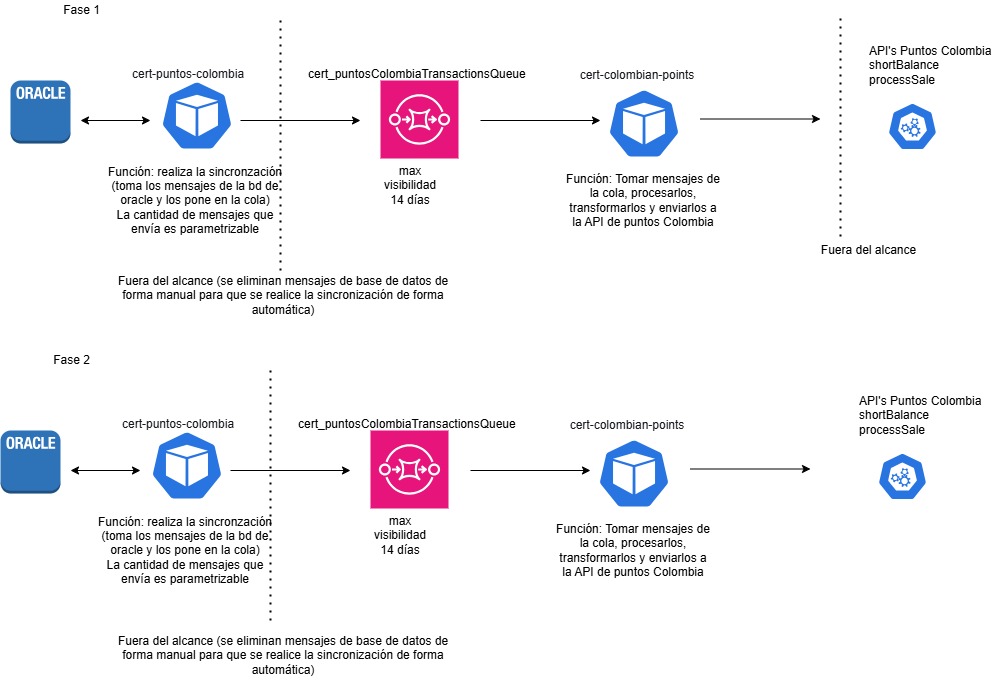 Fase 1
API's Puntos Colombia
shortBalance
processSale
cert-puntos-colombia
cert_puntosColombiaTransactionsQueue
cert-colombian-points
ORACLE
Función: realiza la sincronzación
(toma los mensajes de la bd de
oracle y los pone en la cola)
La cantidad de mensajes que
envía es parametrizable
max
visibilidad
14 días
Función: Tomar mensajes de
la cola, procesarlos,
transformarlos y enviarlos a
la API de puntos Colombia
Fuera del alcance
Fuera del alcance (se eliminan mensajes de base de datos de
forma manual para que se realice la sincronización de forma
automática)
Fase 2
API's Puntos Colombia
shortBalance
processSale
cert-puntos-colombia
cert_puntosColombiaTransactionsQueue
cert-colombian-points
ORACLE
Función: realiza la sincronzación
(toma los mensajes de la bd de
oracle y los pone en la cola)
La cantidad de mensajes que
envía es parametrizable
max
visibilidad
14 días
Función: Tomar mensajes de
la cola, procesarlos,
transformarlos y enviarlos a
la API de puntos Colombia
Fuera del alcance (se eliminan mensajes de base de datos de
forma manual para que se realice la sincronización de forma
automática)